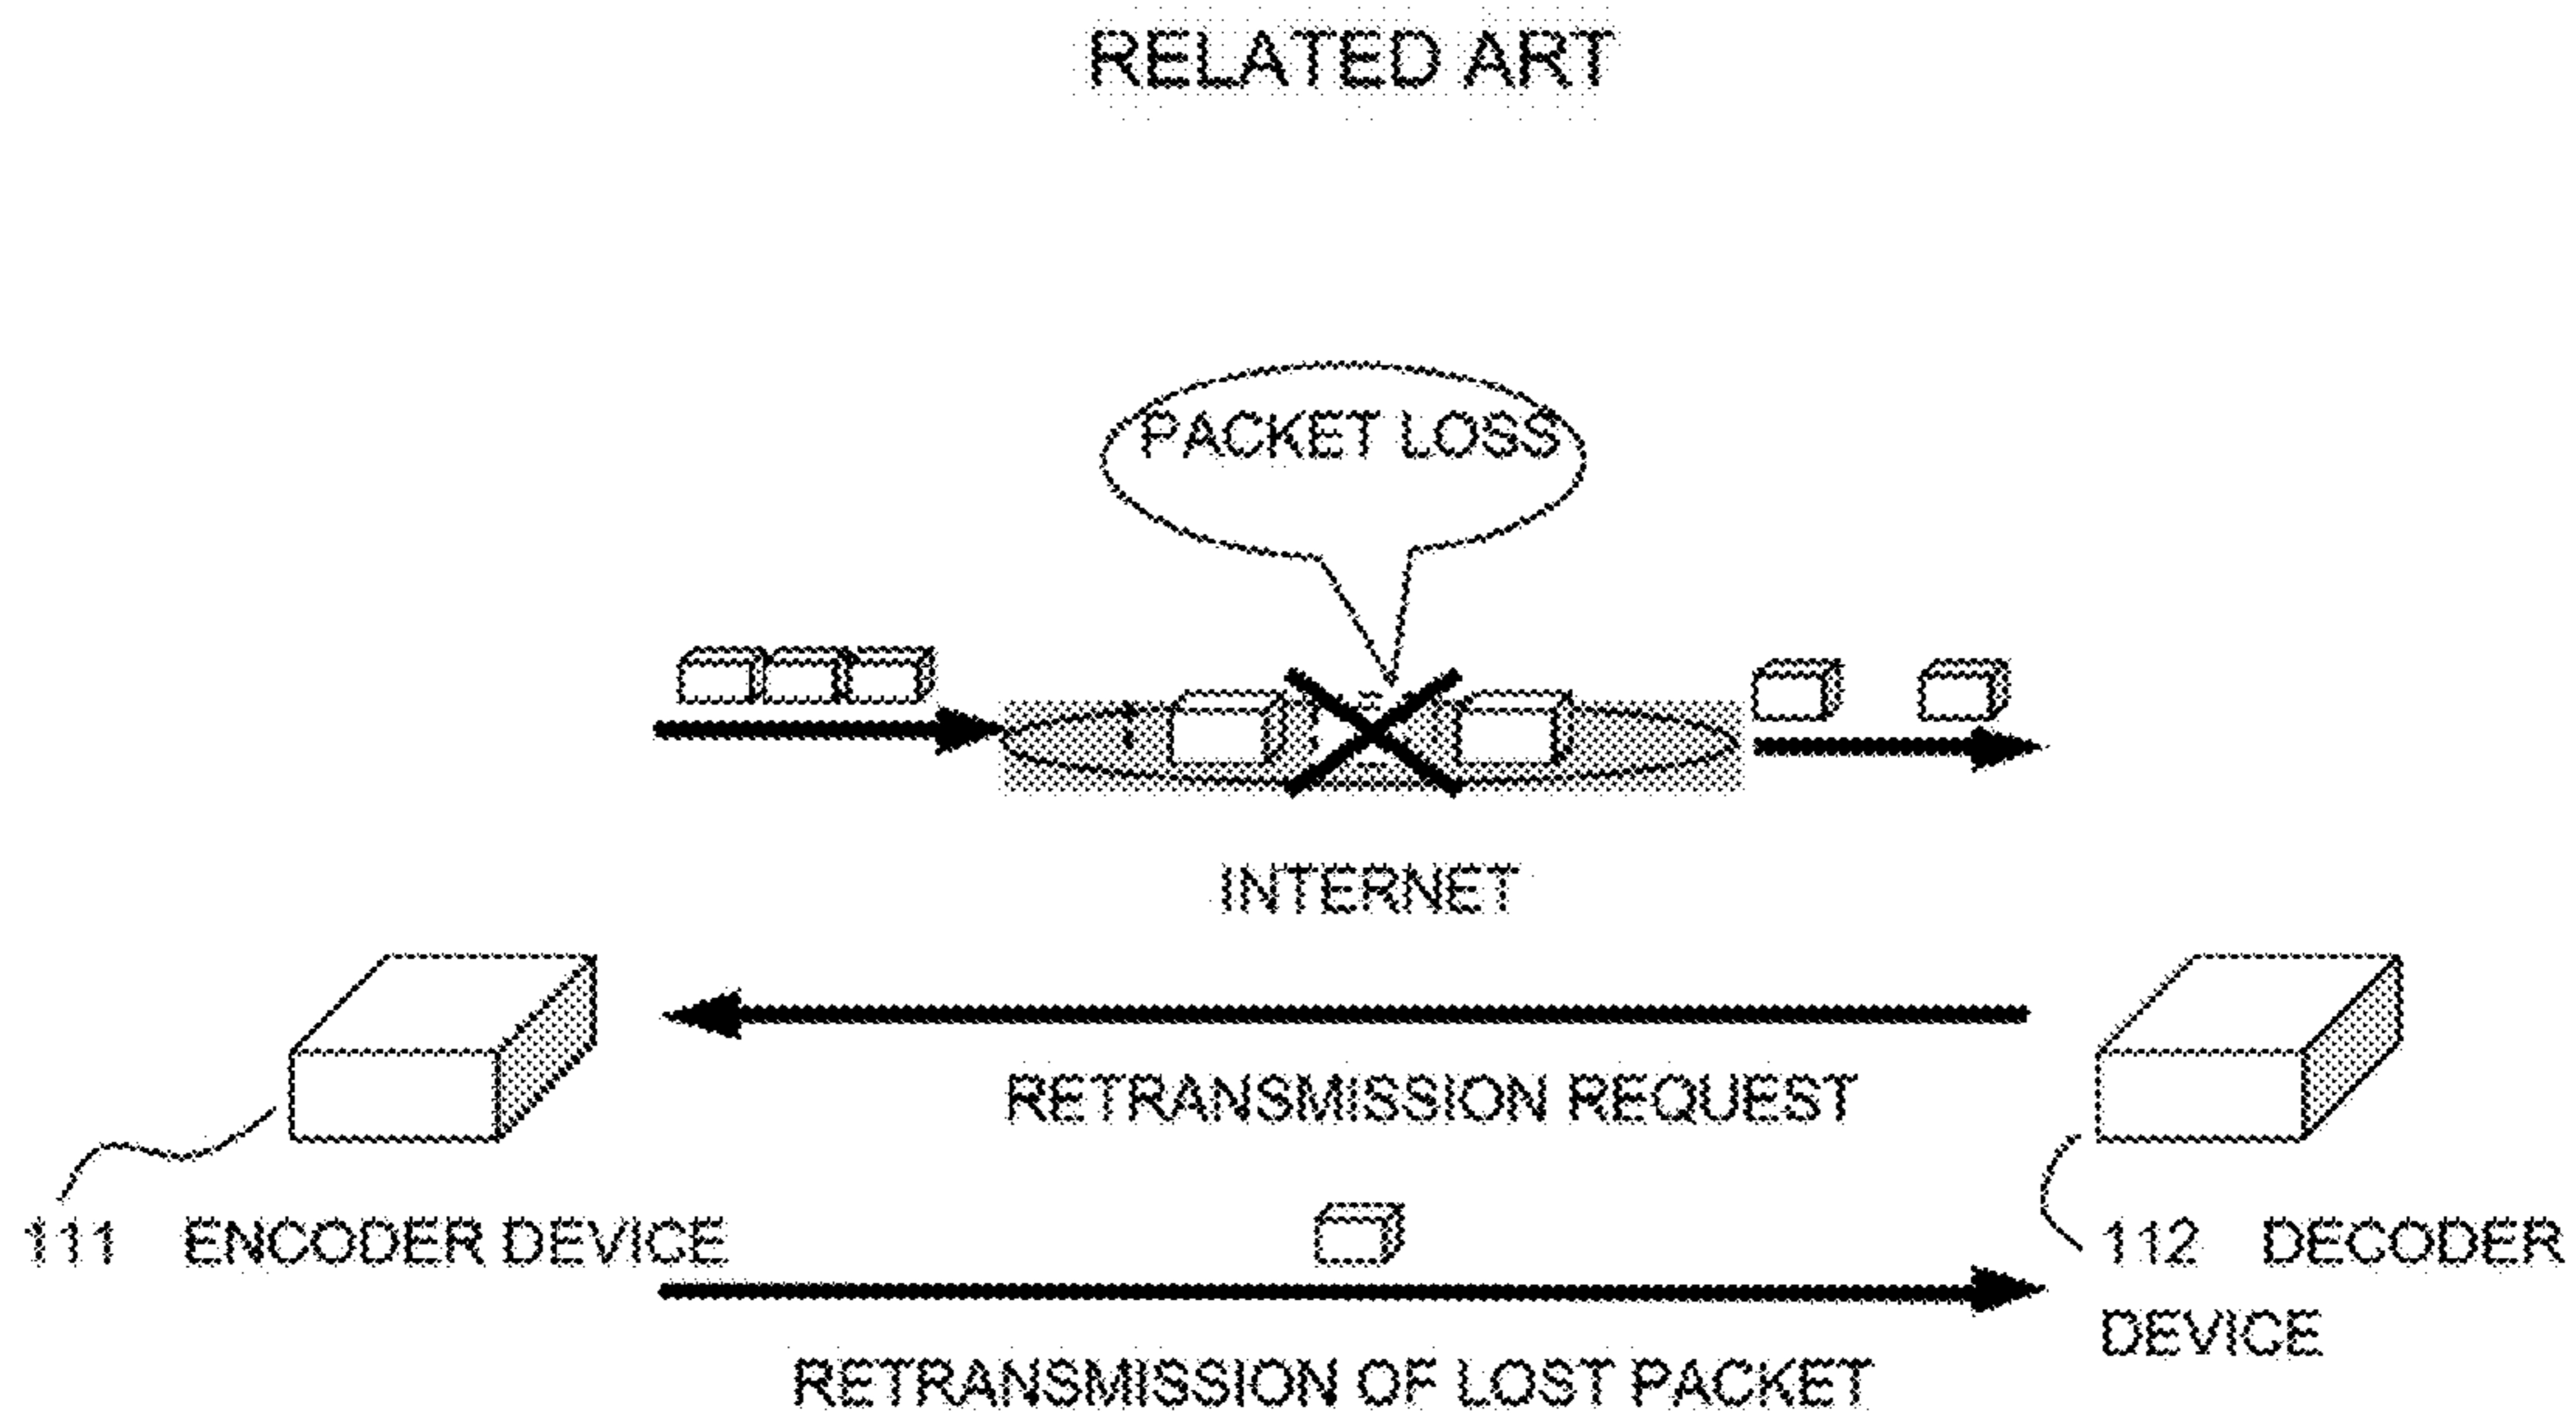 RELATED ART
PACKET LOSS
INTERNET
RETRANSMISSION REQUEST
111 ENCODER DEVICE
112 DECODER
DEVICE
RETRANSMISSION OF LOST PACKET